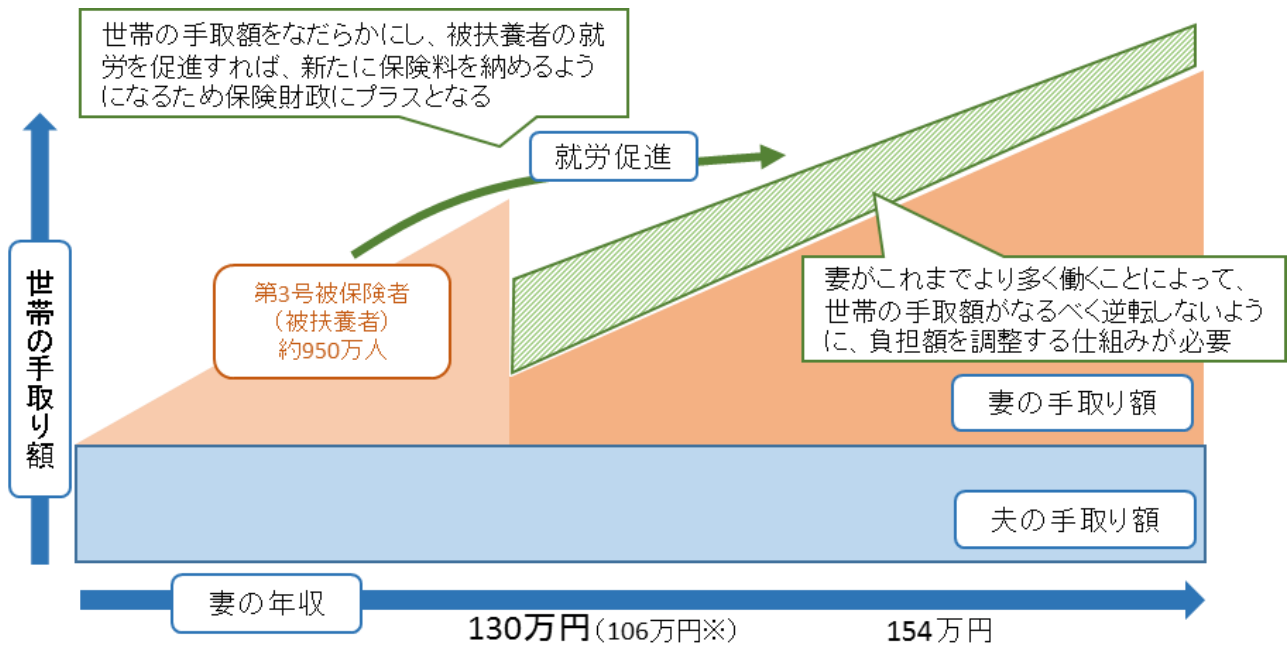 世帯の手取額をなだらかにし、被扶養者の就
労を促進すれば、新たに保険料を納めるよう
になるため保険財政にプラスとなる
就労促進
世帯の手取り額
第3号被保険者
（被扶養者）
約950万人
妻がこれまでより多く働くことによって、
世帯の手取額がなるべく逆転しないよう
に、負担額を調整する仕組みが必要
妻の手取り額
夫の手取り額
妻の年収
130万円（106万円※）
154万円